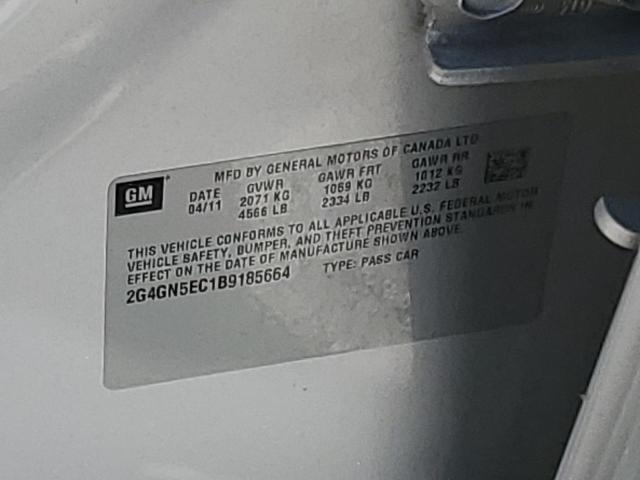 MFD BY GENERAL MOTORS OF CANADA LTD
GM
DATE GVWR GAWR FRT GAWR RR
04/11 2071 KG 1059 KG 1012 KG
4566 LB 2334 LB 2232 LB
THIS VEHICLE CONFORMS TO ALL APPLICABLE U.S. FEDERAL MOTOR
VEHICLE SAFETY, BUMPER, AND THEFT PREVENTION STANDARDS IN
EFFECT ON THE DATE OF MANUFACTURE SHOWN ABOVE.
2G4GN5EC1B9185664 TYPE: PASS CAR